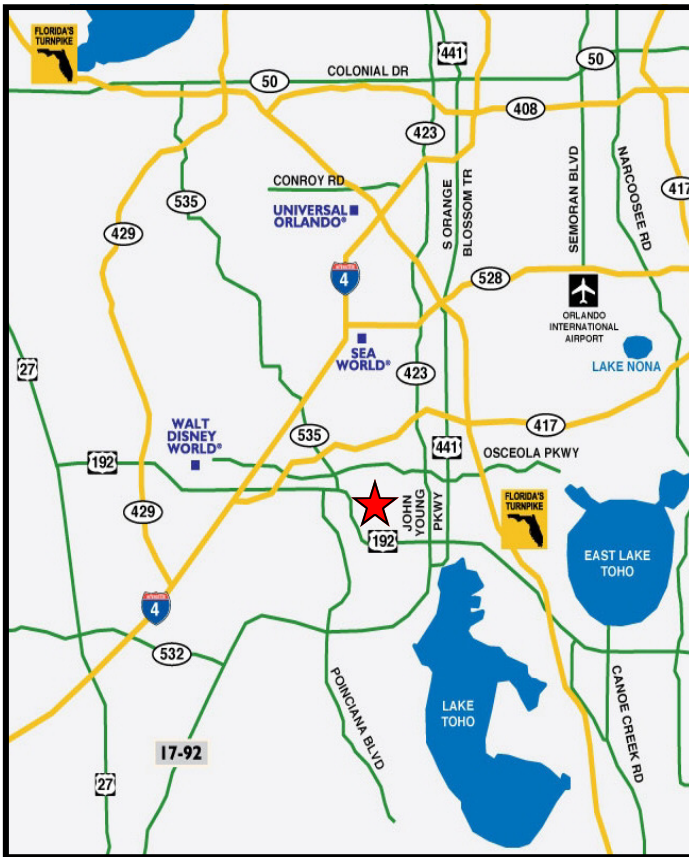 FLORIDA'S
TURNPIKE
441
50
COLONIAL DR
50
408
423
CONROY RD
535
UNIVERSAL
ORLANDO®
S ORANGE
BLOSSOM TR
SEMORAN BLVD
NARCOOSEE RD
417
429
4
528
ORLANDO
INTERNATIONAL
AIRPORT
SEA
WORLD®
LAKE NONA
27
423
WALT
DISNEY
WORLD®
535
417
192
441
OSCEOLA PKWY
429
JOHN
YOUNG
PKWY
FLORIDA'S
TURNPIKE
192
EAST LAKE
TOHO
4
532
POINCIANA BLVD
LAKE
TOHO
CANOE CREEK RD
17-92
27